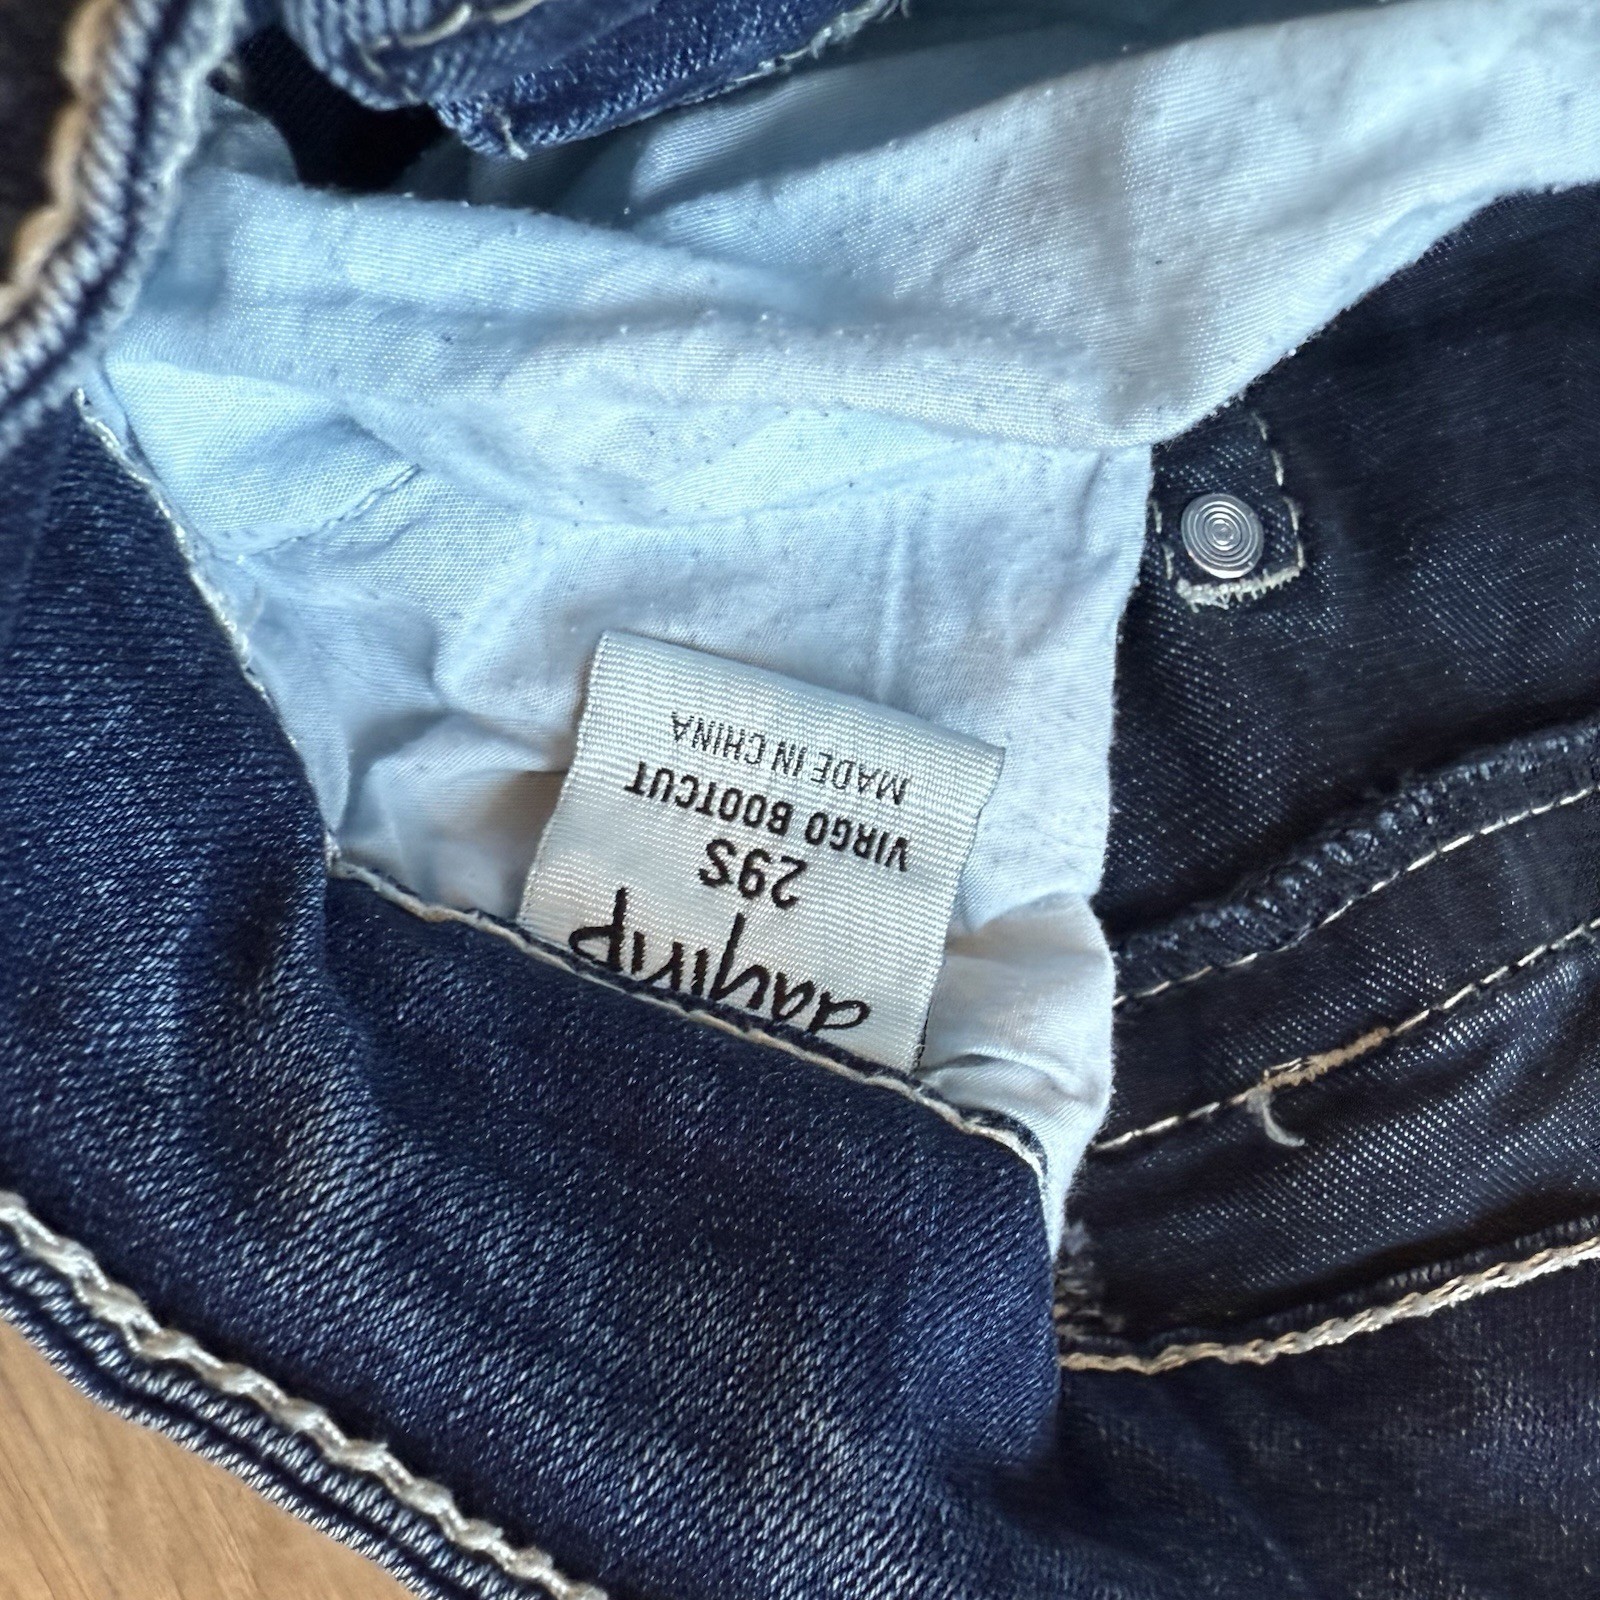 daytrip
29S
VIRGO BOOTCUT
MADE IN CHINA